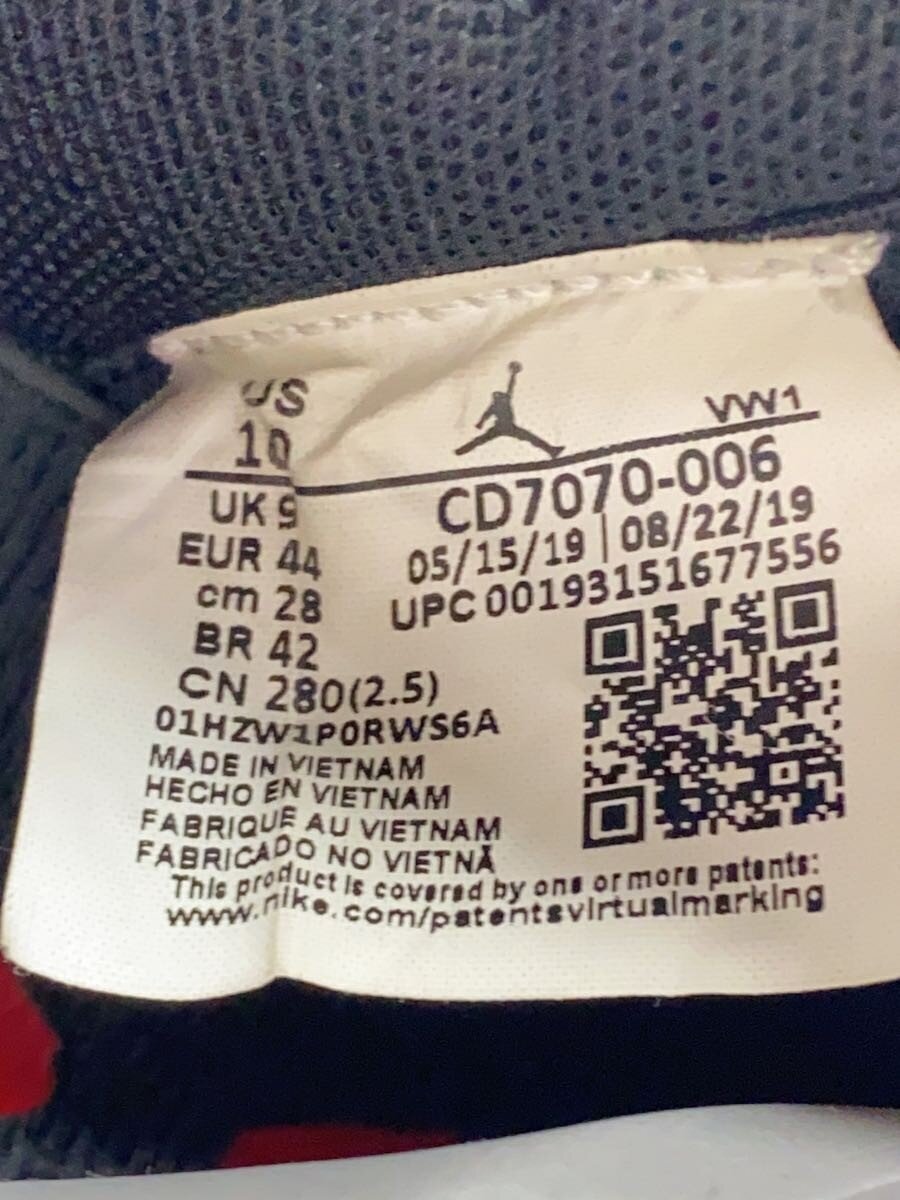 US
10
VW1
UK 9
EUR 44
cm 28
BR 42
CN 280(2.5)
CD7070-006
05/15/19 | 08/22/19
UPC 00193151677556
01HZW1P0RWS6A
MADE IN VIETNAM
HECHO EN VIETNAM
FABRIQUE AU VIETNAM
FABRICADO NO VIETNÃ
This product is covered by one or more patents:
www.nike.com/patentsvirtualmarking